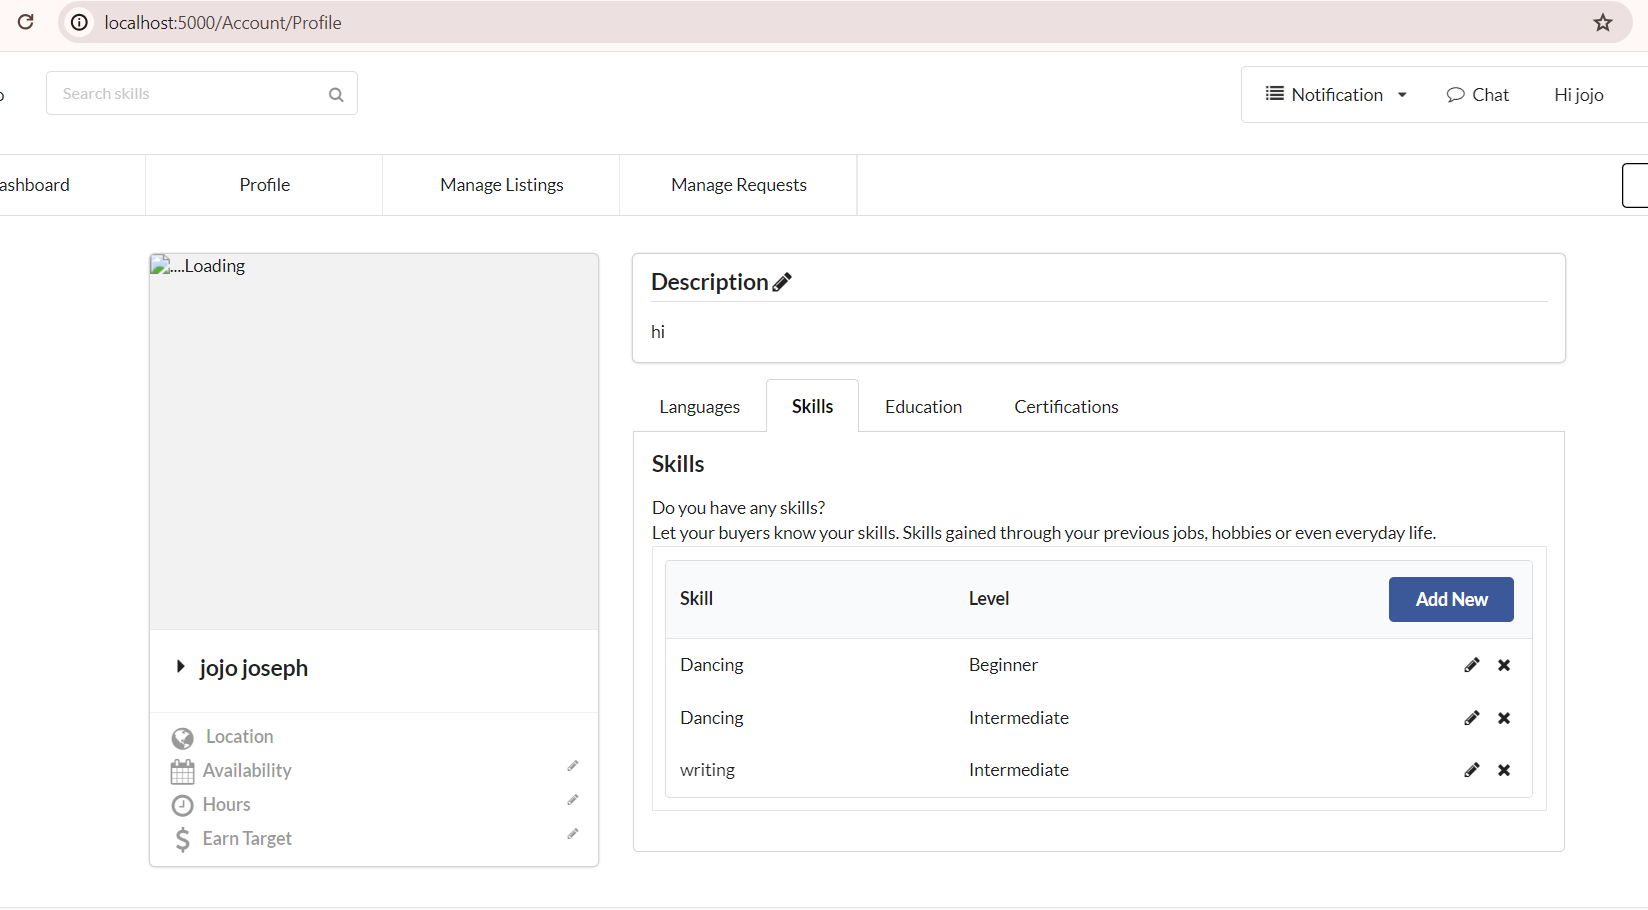 localhost:5000/Account/Profile
Search skills
Notification
Chat
Hi jojo
ashboard
Profile
Manage Listings
Manage Requests
....Loading
jojo joseph
Location
Availability
Hours
Earn Target
Description
hi
Languages
Skills
Education
Certifications
Skills
Do you have any skills?
Let your buyers know your skills. Skills gained through your previous jobs, hobbies or even everyday life.
Skill Level Add New
Dancing Beginner
Dancing Intermediate
writing Intermediate